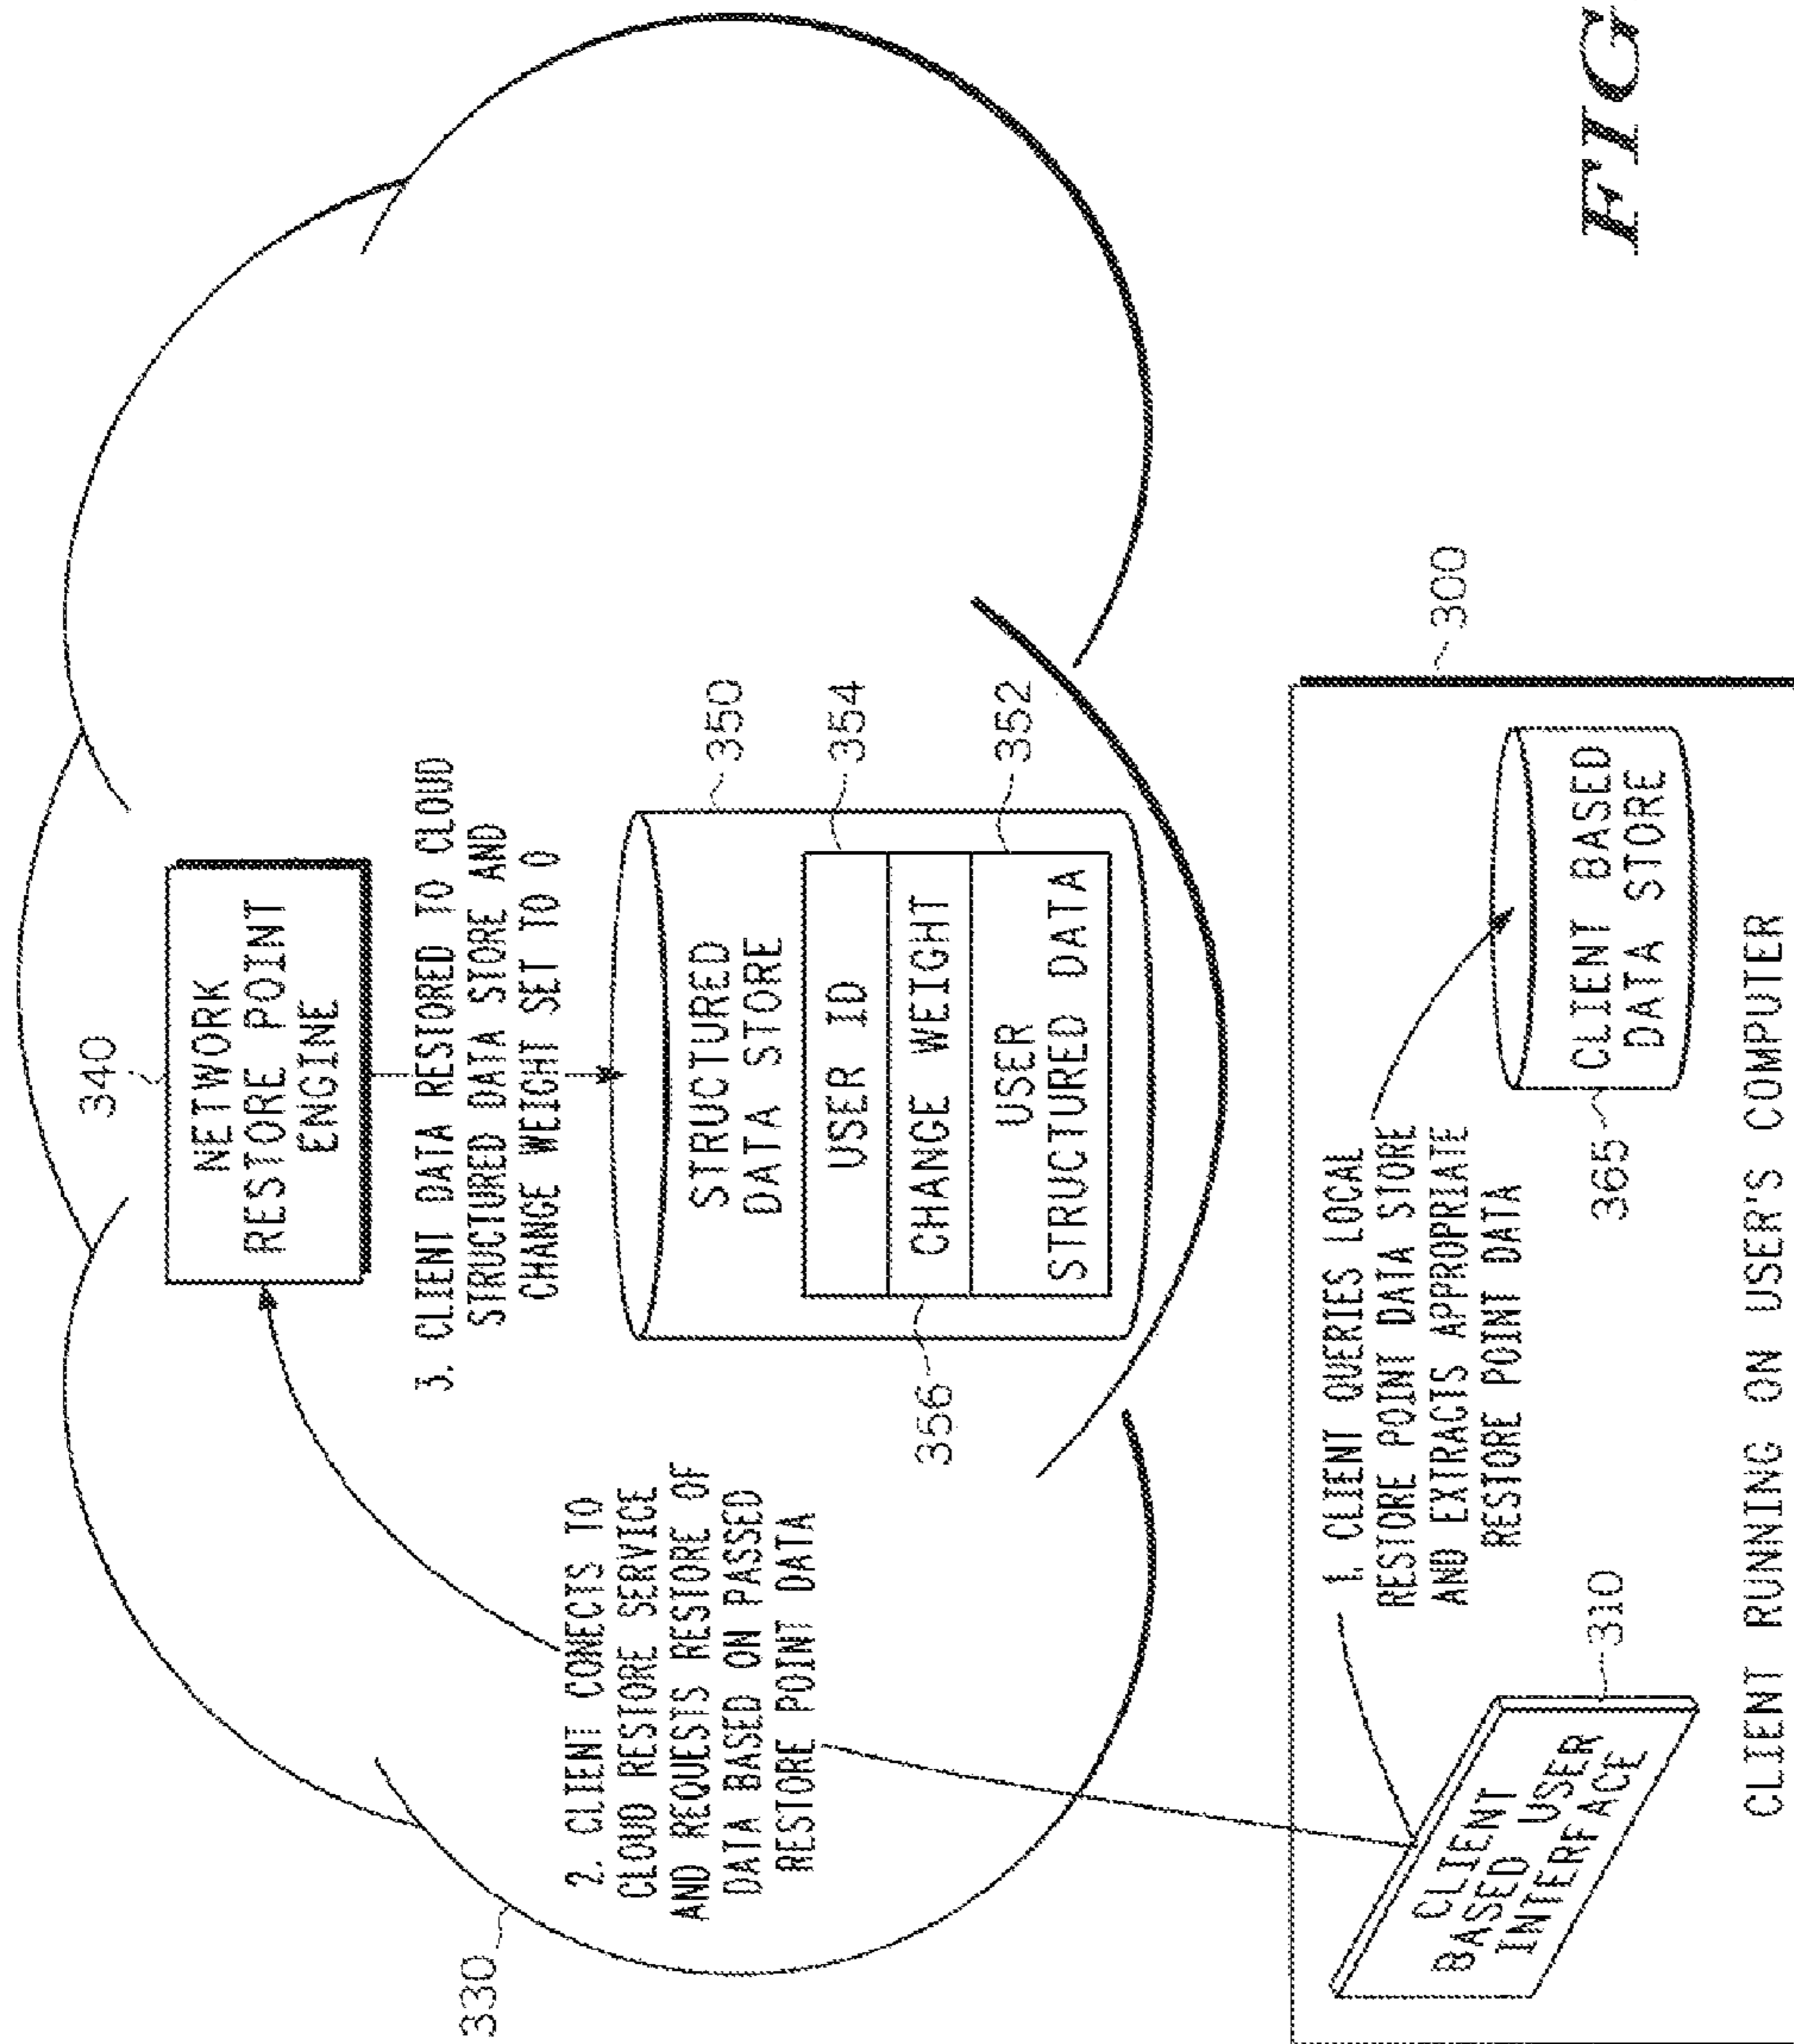 340
NETWORK
RESTORE POINT
ENGINE
3. CLIENT DATA RESTORED TO CLOUD
STRUCTURED DATA STORE AND
CHANGE WEIGHT SET TO 0
330
2. CLIENT CONECTS TO
CLOUD RESTORE SERVICE
AND REQUESTS RESTORE OF
DATA BASED ON PASSED
RESTORE POINT DATA
350
STRUCTURED
DATA STORE
354
USER ID
356
CHANGE WEIGHT
352
USER
STRUCTURED DATA
300
1. CLIENT QUERIES LOCAL
RESTORE POINT DATA STORE
AND EXTRACTS APPROPRIATE
RESTORE POINT DATA
310
CLIENT
BASED USER
INTERFACE
365
CLIENT BASED
DATA STORE
CLIENT RUNNING ON USER'S COMPUTER
FIG